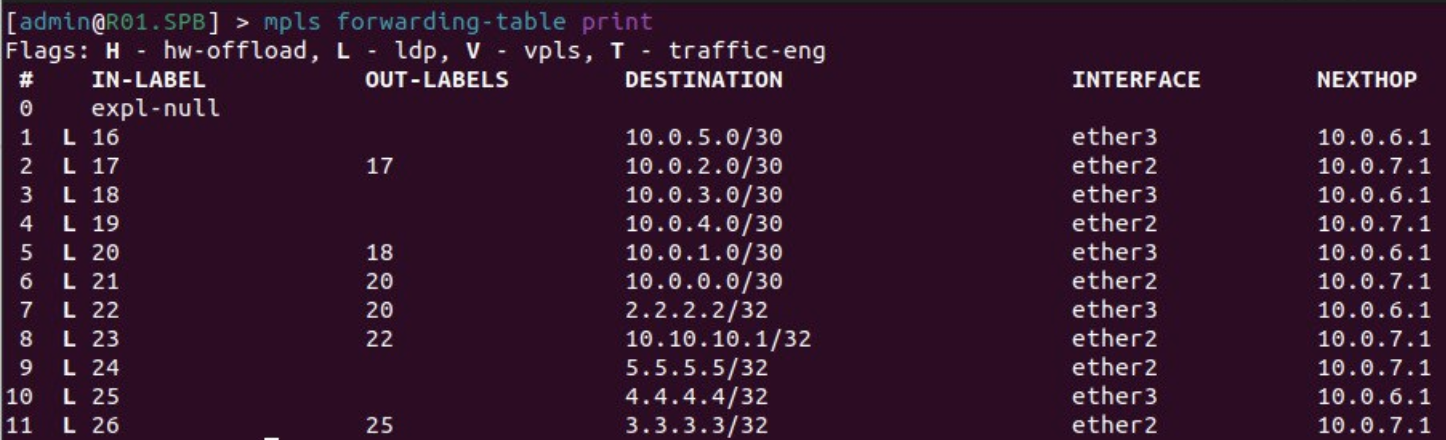 [admin@R01.SPB] > mpls forwarding-table print
Flags: H - hw-offload, L - ldp, V - vpls, T - traffic-eng
#     IN-LABEL          OUT-LABELS        DESTINATION                    INTERFACE        NEXTHOP
0     expl-null
1   L 16                                  10.0.5.0/30                    ether3           10.0.6.1
2   L 17                17                10.0.2.0/30                    ether2           10.0.7.1
3   L 18                                  10.0.3.0/30                    ether3           10.0.6.1
4   L 19                                  10.0.4.0/30                    ether2           10.0.7.1
5   L 20                18                10.0.1.0/30                    ether3           10.0.6.1
6   L 21                20                10.0.0.0/30                    ether2           10.0.7.1
7   L 22                20                2.2.2.2/32                     ether3           10.0.6.1
8   L 23                22                10.10.10.1/32                  ether2           10.0.7.1
9   L 24                                  5.5.5.5/32                     ether2           10.0.7.1
10  L 25                                  4.4.4.4/32                     ether3           10.0.6.1
11  L 26                25                3.3.3.3/32                     ether2           10.0.7.1